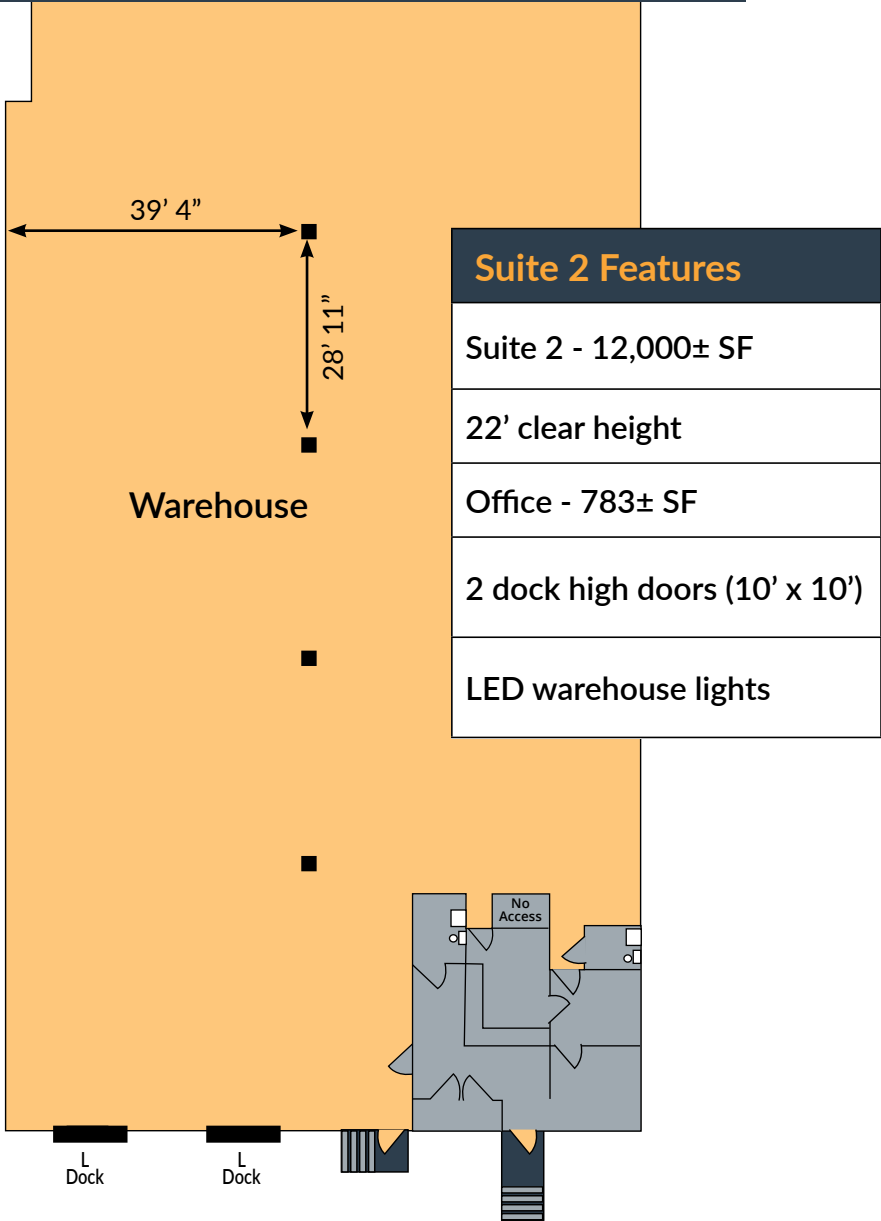 39’ 4”
28’ 11”
Warehouse
Suite 2 Features
Suite 2 - 12,000± SF
22’ clear height
Office - 783± SF
2 dock high doors (10’ x 10’)
LED warehouse lights
No
Access
L
Dock
L
Dock